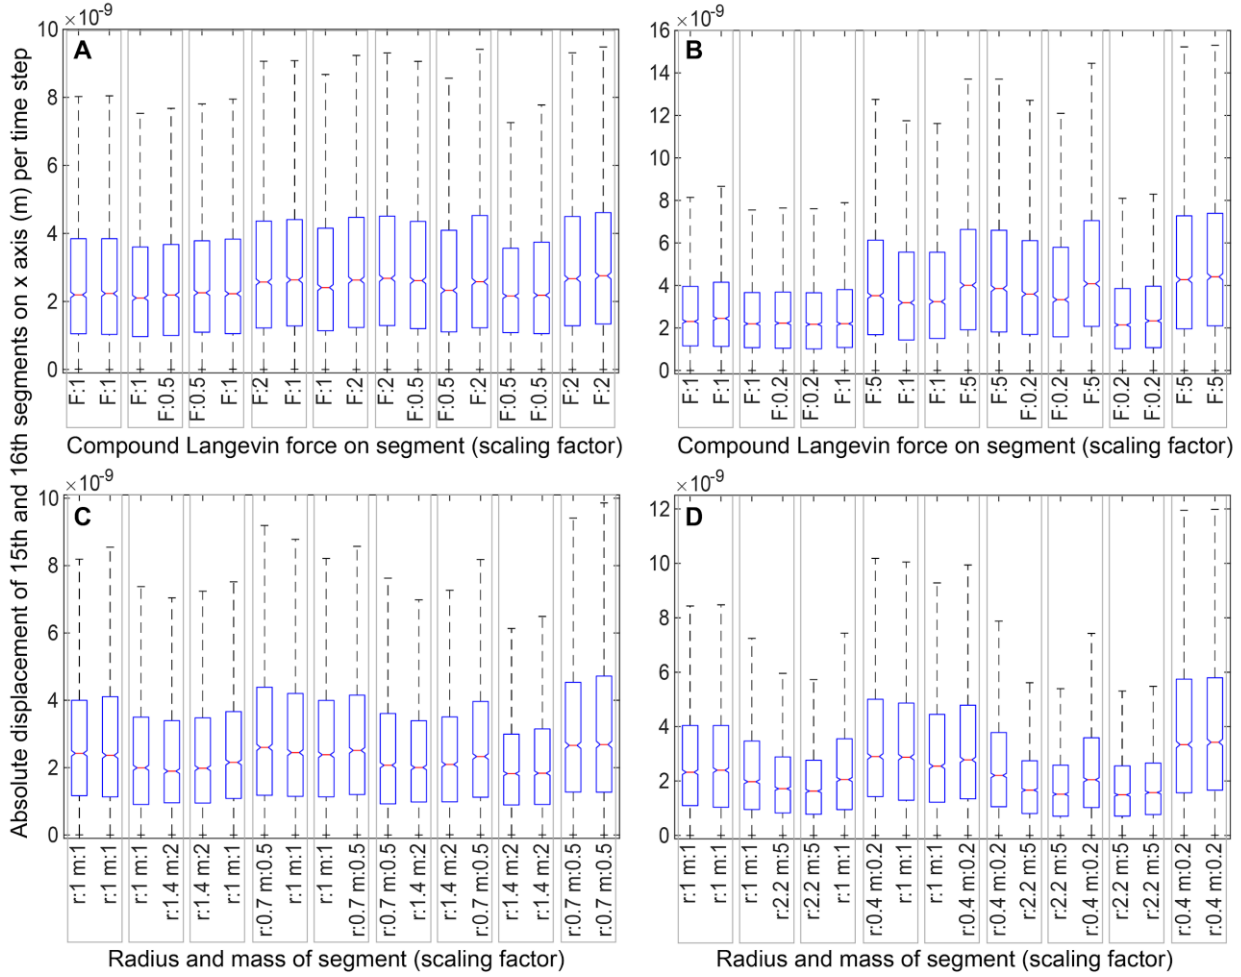 Absolute displacement of 15th and 16th segments on x axis (m) per time step
×10⁻⁹
A
10
8
6
4
2
0
F:1 F:1 F:1 F:0.5 F:0.5 F:1 F:2 F:1 F:1 F:2 F:2 F:0.5 F:0.5 F:2 F:0.5 F:0.5 F:2 F:2
Compound Langevin force on segment (scaling factor)
×10⁻⁹
B
16
14
12
10
8
6
4
2
0
F:1 F:1 F:1 F:0.2 F:0.2 F:1 F:5 F:1 F:1 F:5 F:5 F:0.2 F:0.2 F:5 F:0.2 F:0.2 F:5 F:5
Compound Langevin force on segment (scaling factor)
×10⁻⁹
C
10
8
6
4
2
0
r:1 m:1 r:1 m:1 r:1 m:1 r:1.4 m:2 r:1.4 m:2 r:1 m:1 r:0.7 m:0.5 r:1 m:1 r:1 m:1 r:0.7 m:0.5 r:0.7 m:0.5 r:1.4 m:2 r:1.4 m:2 r:0.7 m:0.5 r:1.4 m:2 r:1.4 m:2 r:0.7 m:0.5 r:0.7 m:0.5
Radius and mass of segment (scaling factor)
×10⁻⁹
D
12
10
8
6
4
2
0
r:1 m:1 r:1 m:1 r:1 m:1 r:2.2 m:5 r:2.2 m:5 r:1 m:1 r:0.4 m:0.2 r:1 m:1 r:1 m:1 r:0.4 m:0.2 r:0.4 m:0.2 r:2.2 m:5 r:2.2 m:5 r:0.4 m:0.2 r:2.2 m:5 r:2.2 m:5 r:0.4 m:0.2 r:0.4 m:0.2
Radius and mass of segment (scaling factor)